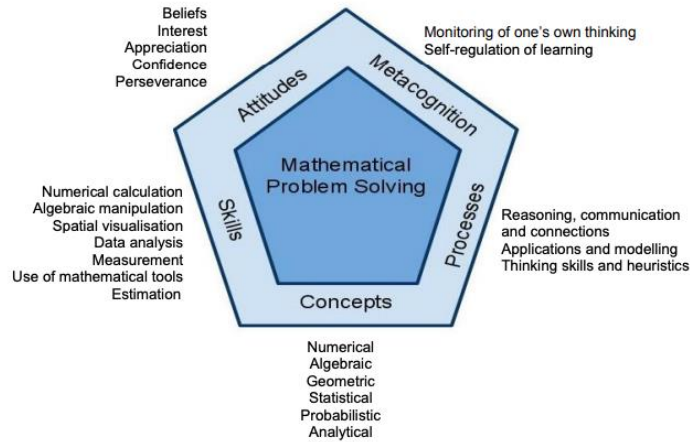 Beliefs
Interest
Appreciation
Confidence
Perseverance
Monitoring of one's own thinking
Self-regulation of learning
Attitudes
Metacognition
Mathematical
Problem Solving
Numerical calculation
Algebraic manipulation
Spatial visualisation
Data analysis
Measurement
Use of mathematical tools
Estimation
Skills
Processes
Reasoning, communication
and connections
Applications and modelling
Thinking skills and heuristics
Concepts
Numerical
Algebraic
Geometric
Statistical
Probabilistic
Analytical